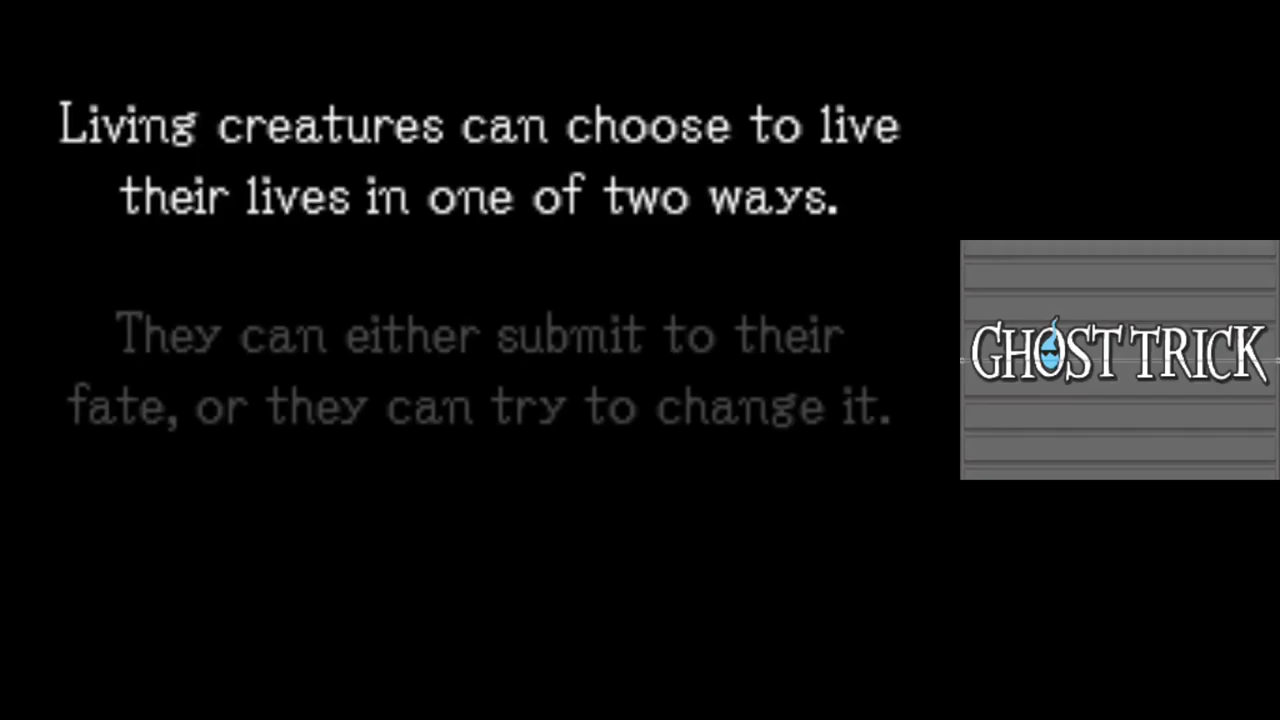 Living creatures can choose to live
their lives in one of two ways.
They can either submit to their
fate, or they can try to change it.
GHOST TRICK